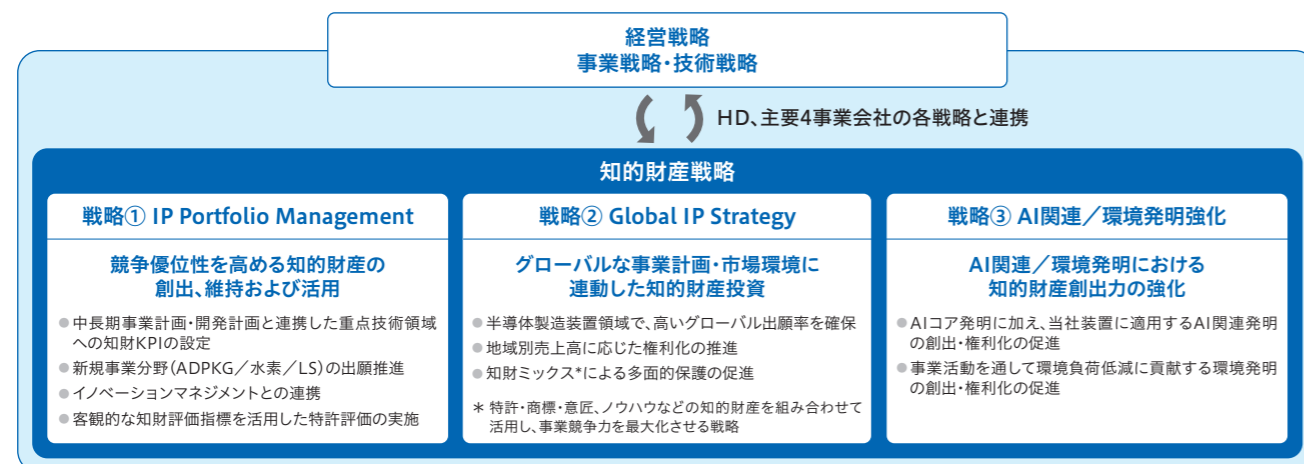 経営戦略
事業戦略・技術戦略
HD、主要4事業会社の各戦略と連携
知的財産戦略
戦略① IP Portfolio Management
競争優位性を高める知的財産の
創出、維持および活用
●中長期事業計画・開発計画と連携した重点技術領域
への知財KPIの設定
●新規事業分野(ADPKG／水素／LS)の出願推進
●イノベーションマネジメントとの連携
●客観的な知財評価指標を活用した特許評価の実施
戦略② Global IP Strategy
グローバルな事業計画・市場環境に
連動した知的財産投資
●半導体製造装置領域で、高いグローバル出願率を確保
●地域別売上高に応じた権利化の推進
●知財ミックス*による多面的保護の促進
* 特許・商標・意匠、ノウハウなどの知的財産を組み合わせて
活用し、事業競争力を最大化させる戦略
戦略③ AI関連／環境発明強化
AI関連／環境発明における
知的財産創出力の強化
●AIコア発明に加え、当社装置に適用するAI関連発明
の創出・権利化の促進
●事業活動を通して環境負荷低減に貢献する環境発明
の創出・権利化の促進